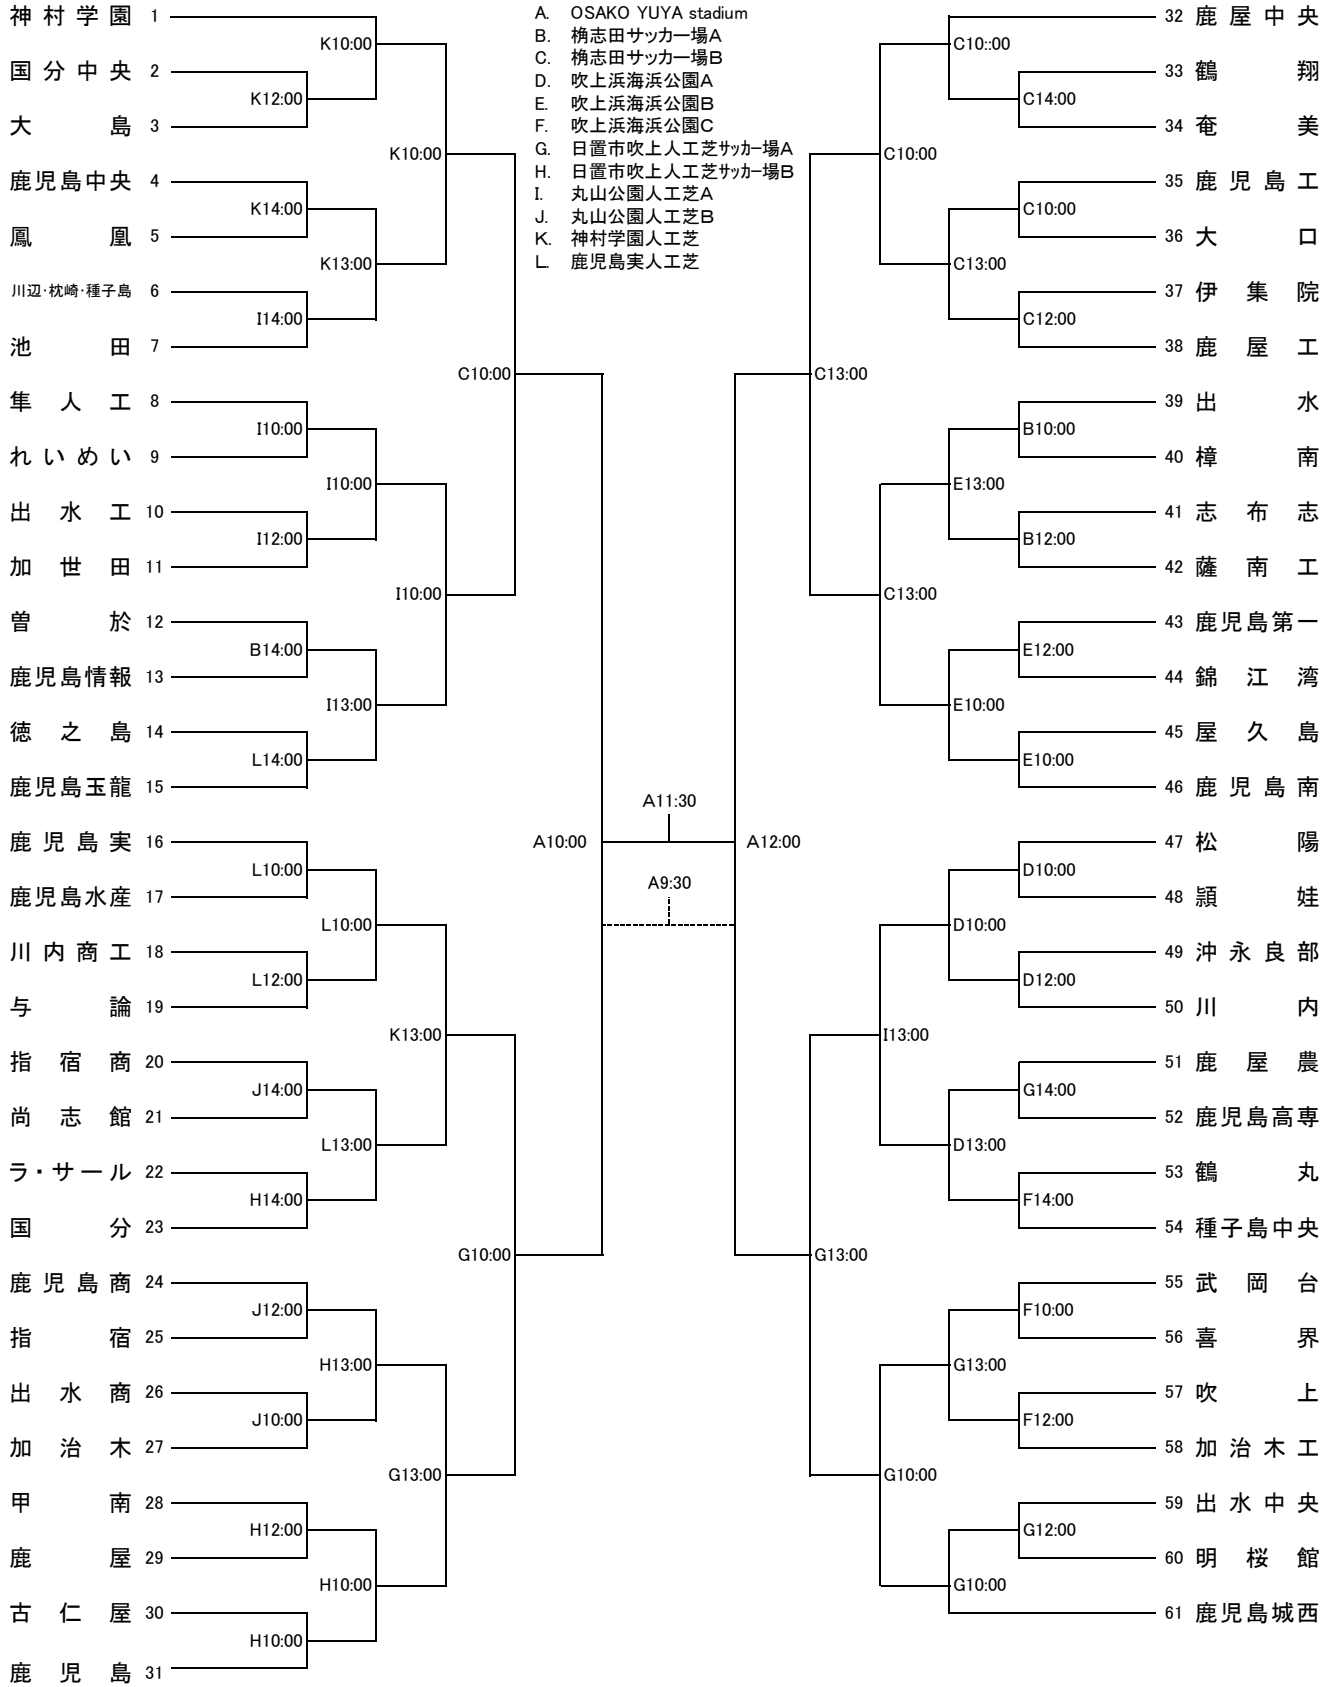 神村学園 1
K10:00
国分中央 2
K12:00
大島 3
K10:00
鹿児島中央 4
K14:00
鳳凰 5
K13:00
川辺・枕崎・種子島 6
I14:00
池田 7
C10:00
隼人工 8
I10:00
れいめい 9
I10:00
出水工 10
I12:00
加世田 11
I10:00
曽於 12
B14:00
鹿児島情報 13
I13:00
徳之島 14
L14:00
鹿児島玉龍 15
A10:00
鹿児島実 16
L10:00
鹿児島水産 17
L10:00
川内商工 18
L12:00
与論 19
K13:00
指宿商 20
J14:00
尚志館 21
L13:00
ラ・サール 22
H14:00
国分 23
G10:00
鹿児島商 24
J12:00
指宿 25
H13:00
出水商 26
J10:00
加治木 27
G13:00
甲南 28
H12:00
鹿屋 29
H10:00
古仁屋 30
H10:00
鹿児島 31
A. OSAKO YUYA stadium
B. 桷志田サッカー場A
C. 桷志田サッカー場B
D. 吹上浜海浜公園A
E. 吹上浜海浜公園B
F. 吹上浜海浜公園C
G. 日置市吹上人工芝サッカー場A
H. 日置市吹上人工芝サッカー場B
I. 丸山公園人工芝A
J. 丸山公園人工芝B
K. 神村学園人工芝
L. 鹿児島実人工芝
A11:30
A9:30
32 鹿屋中央
C10::00
33 鶴翔
C14:00
34 奄美
C10:00
35 鹿児島工
C10:00
36 大口
C13:00
37 伊集院
C12:00
38 鹿屋工
C13:00
39 出水
B10:00
40 樟南
E13:00
41 志布志
B12:00
42 薩南工
C13:00
43 鹿児島第一
E12:00
44 錦江湾
E10:00
45 屋久島
E10:00
46 鹿児島南
A12:00
47 松陽
D10:00
48 頴娃
D10:00
49 沖永良部
D12:00
50 川内
I13:00
51 鹿屋農
G14:00
52 鹿児島高専
D13:00
53 鶴丸
F14:00
54 種子島中央
G13:00
55 武岡台
F10:00
56 喜界
G13:00
57 吹上
F12:00
58 加治木工
G10:00
59 出水中央
G12:00
60 明桜館
G10:00
61 鹿児島城西